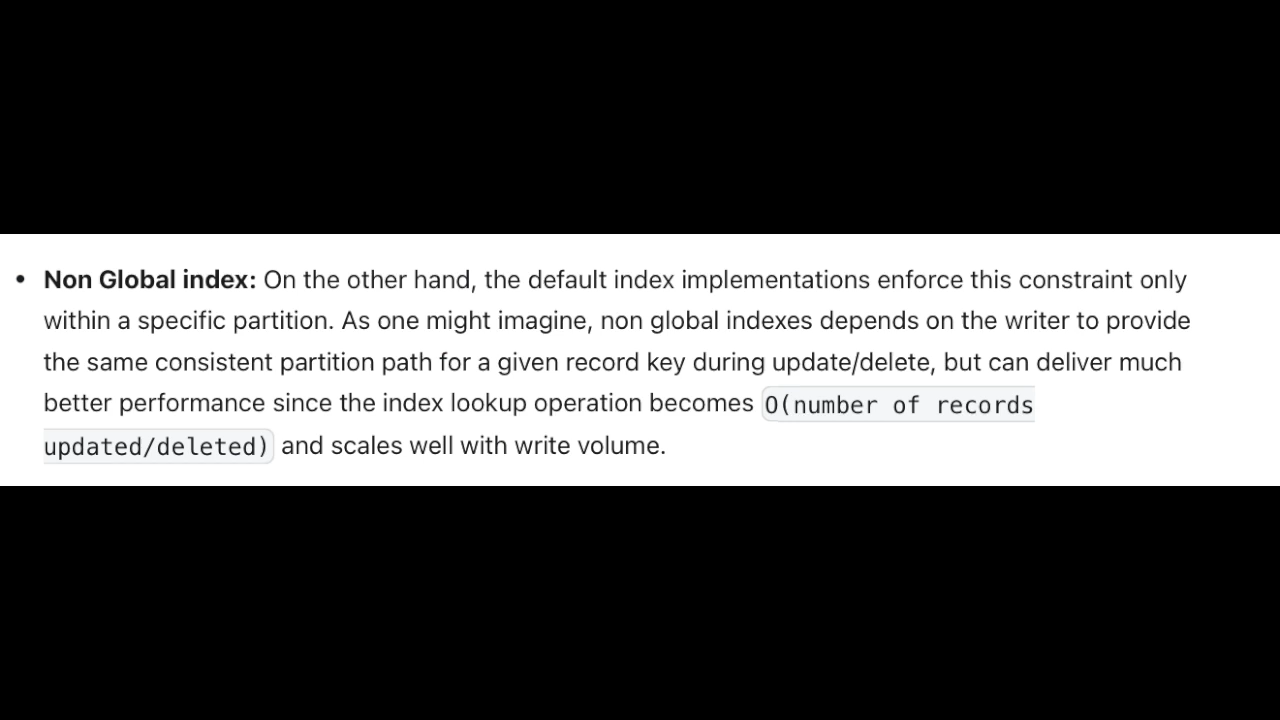 • Non Global index: On the other hand, the default index implementations enforce this constraint only
within a specific partition. As one might imagine, non global indexes depends on the writer to provide
the same consistent partition path for a given record key during update/delete, but can deliver much
better performance since the index lookup operation becomes O(number of records
updated/deleted) and scales well with write volume.